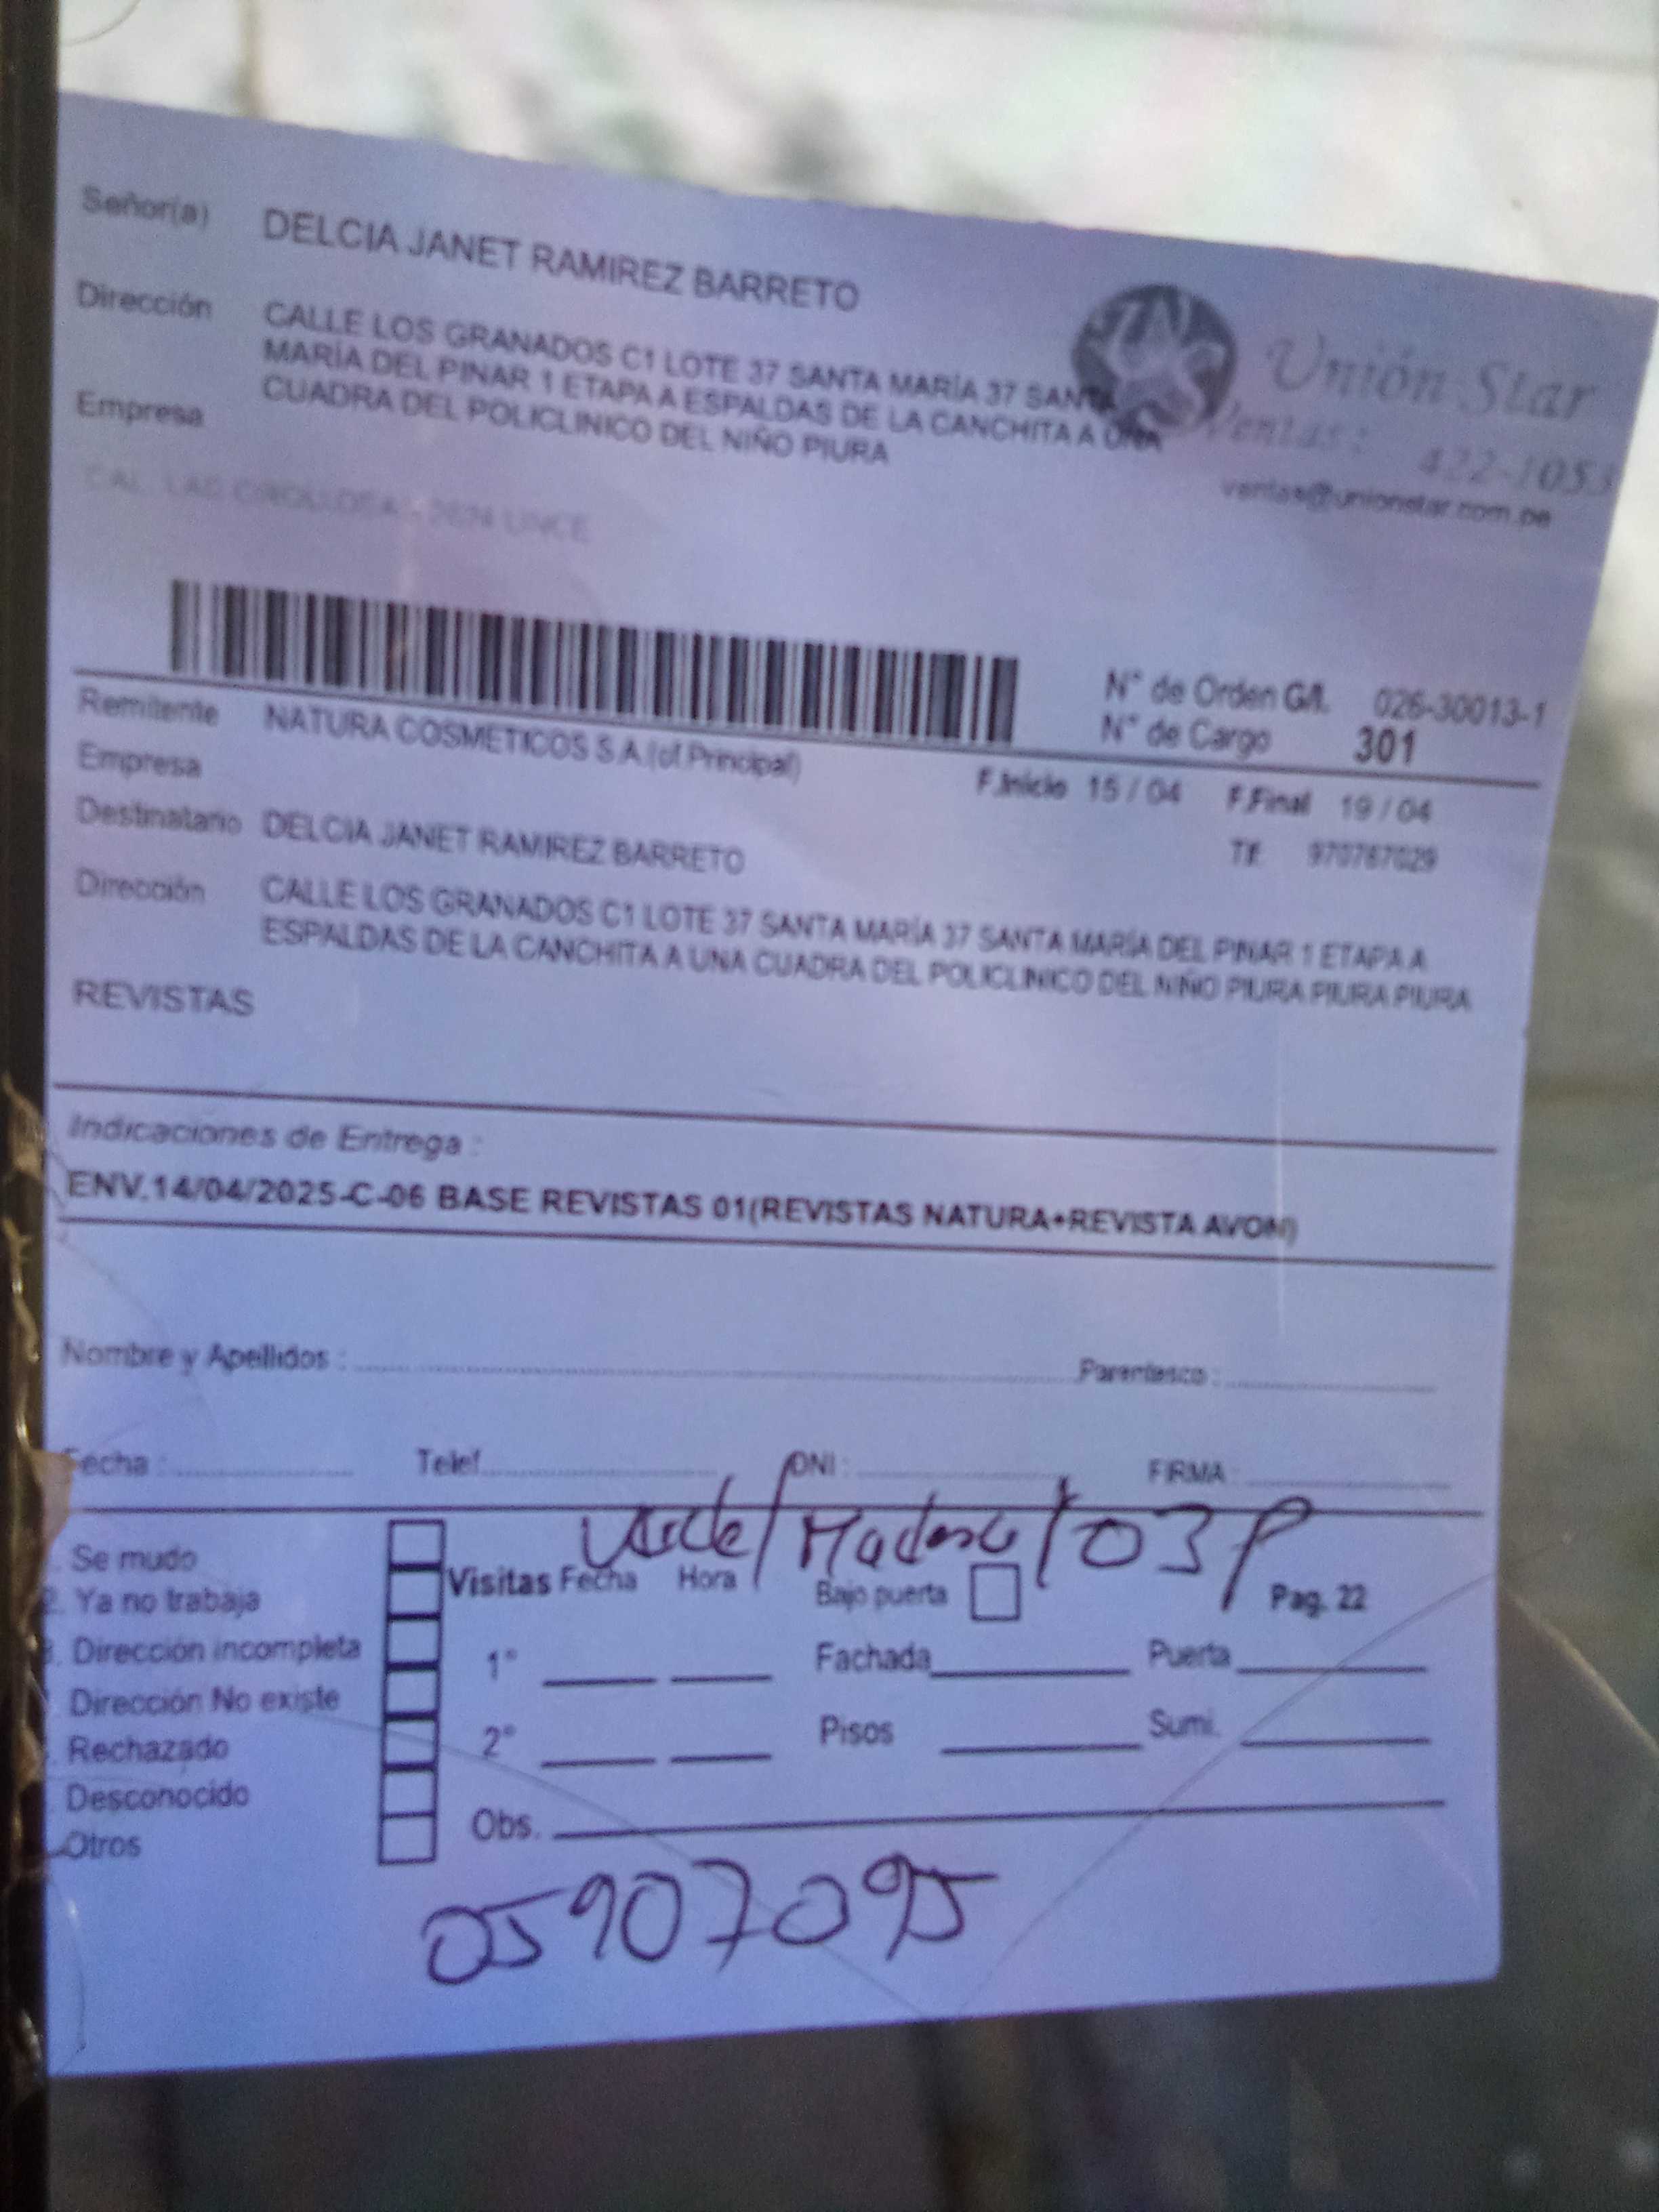 Señor(a) DELCIA JANET RAMIREZ BARRETO
Dirección CALLE LOS GRANADOS C1 LOTE 37 SANTA MARÍA 37 SANTA
MARÍA DEL PINAR 1 ETAPA A ESPALDAS DE LA CANCHITA A UNA
CUADRA DEL POLICLINICO DEL NIÑO PIURA
Empresa
Unión Star
Ventas: 422-1053
ventas@unionstar.com.pe
N° de Orden G/I. 026-30013-1
N° de Cargo 301
Remitente NATURA COSMETICOS S.A.(of.Principal)
Empresa
F.Inicio 15 / 04 F.Final 19 / 04
Destinatario DELCIA JANET RAMIREZ BARRETO
Tlf. 970767029
Dirección CALLE LOS GRANADOS C1 LOTE 37 SANTA MARÍA 37 SANTA MARÍA DEL PINAR 1 ETAPA A
ESPALDAS DE LA CANCHITA A UNA CUADRA DEL POLICLINICO DEL NIÑO PIURA PIURA PIURA
REVISTAS
Indicaciones de Entrega :
ENV.14/04/2025-C-06 BASE REVISTAS 01(REVISTAS NATURA+REVISTA AVON)
Nombre y Apellidos : Parentesco :
Fecha : Telef. DNI : FIRMA :
03P
Se mudo
Ya no trabaja
Dirección incompleta
Dirección No existe
Rechazado
Desconocido
Otros
Visitas Fecha Hora Bajo puerta Pag. 22
1° Fachada Puerta
2° Pisos Sumi.
Obs.
05907095